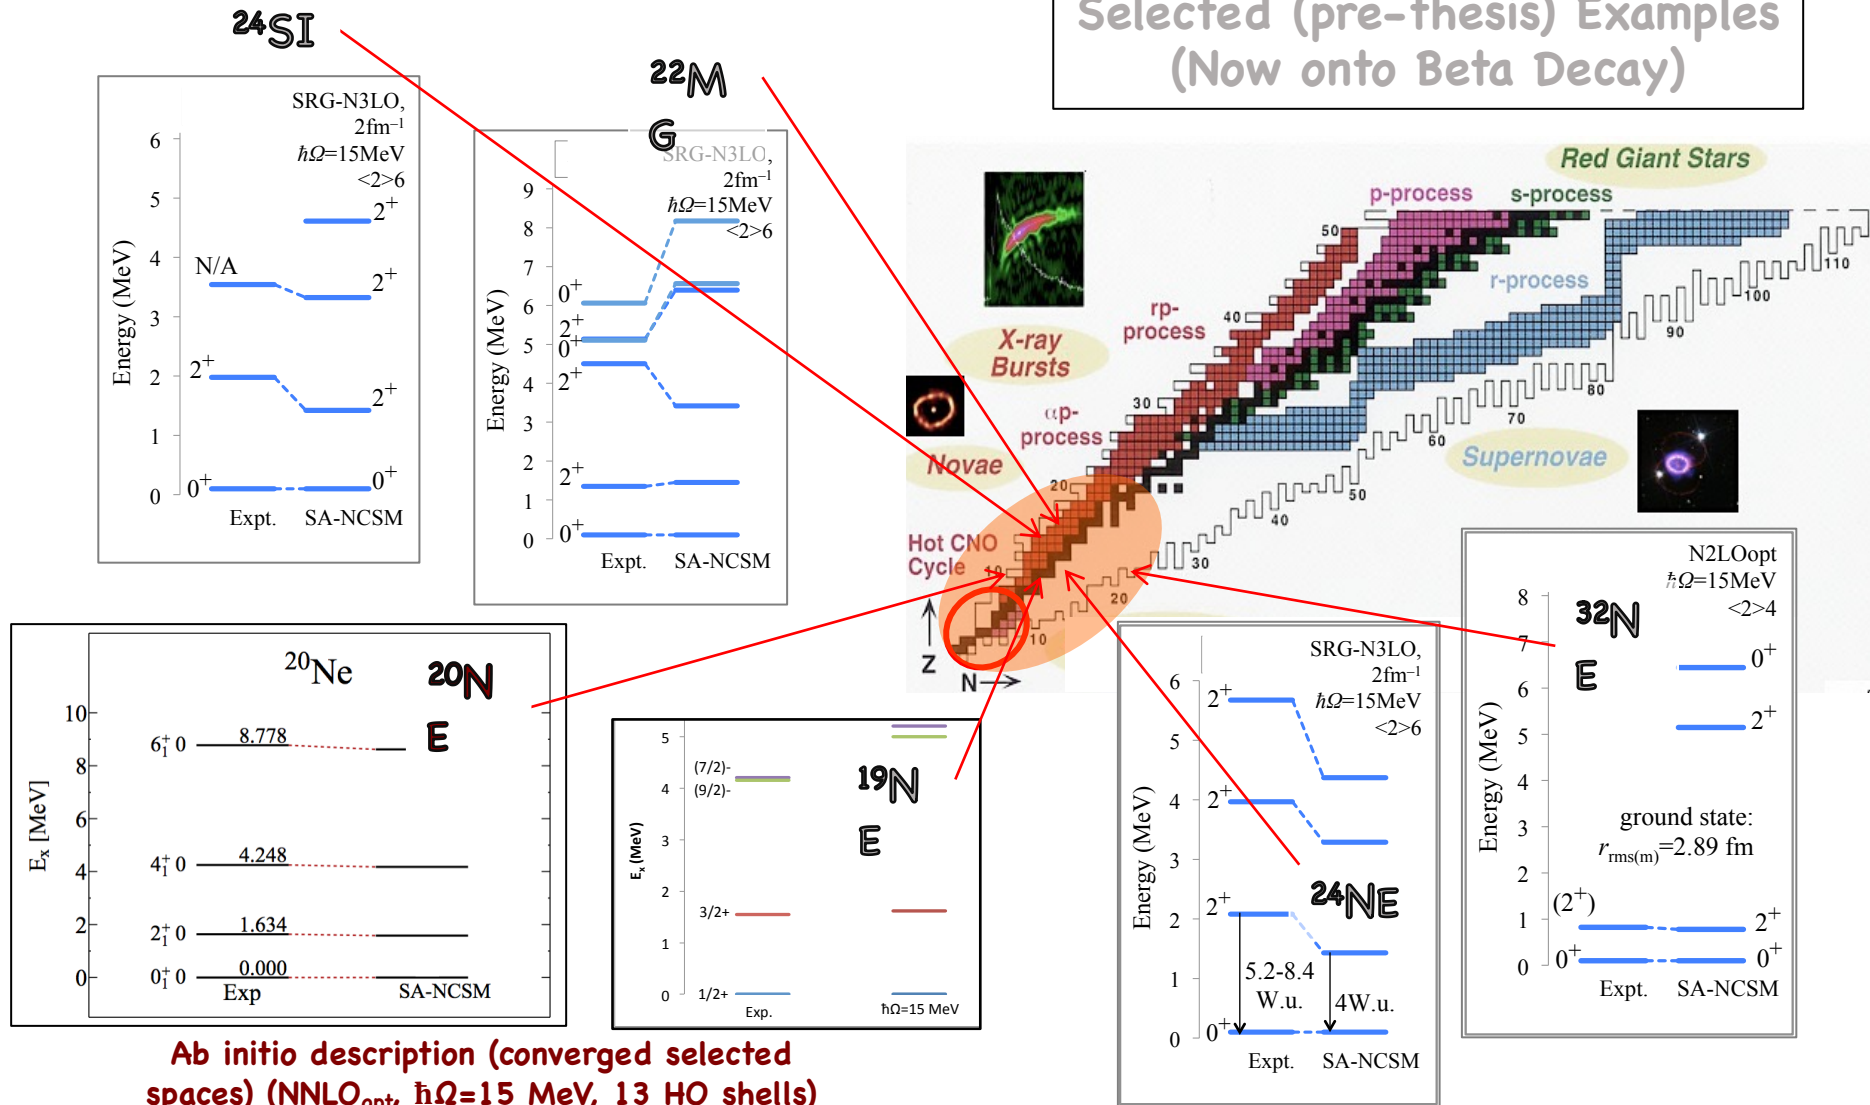 Selected (pre-thesis) Examples
(Now onto Beta Decay)
²⁴SI
SRG-N3LO,
2fm⁻¹
ℏΩ=15MeV
<2>6
Energy (MeV)
6
5
4
3
2
1
0
N/A
2⁺
0⁺
2⁺
2⁺
2⁺
0⁺
Expt.
SA-NCSM
²²M
G
SRG-N3LO,
2fm⁻¹
ℏΩ=15MeV
<2>6
Energy (MeV)
9
8
7
6
5
4
3
2
1
0
0⁺
2⁺
0⁺
2⁺
2⁺
0⁺
Expt.
SA-NCSM
Red Giant Stars
p-process
s-process
r-process
rp-
process
X-ray
Bursts
αp-
process
Novae
Supernovae
Hot CNO
Cycle
50
40
30
20
10
110
100
90
80
70
60
50
40
30
20
10
Z
N
²⁰Ne
²⁰N
E
Eₓ [MeV]
10
8
6
4
2
0
6₁⁺ 0
8.778
4₁⁺ 0
4.248
2₁⁺ 0
1.634
0₁⁺ 0
0.000
Exp
SA-NCSM
¹⁹N
E
Eₓ (MeV)
5
4
3
2
1
0
(7/2)-
(9/2)-
3/2+
1/2+
Exp.
ℏΩ=15 MeV
SRG-N3LO,
2fm⁻¹
ℏΩ=15MeV
<2>6
²⁴NE
Energy (MeV)
6
5
4
3
2
1
0
2⁺
2⁺
2⁺
0⁺
5.2-8.4
W.u.
4W.u.
Expt.
SA-NCSM
N2LOopt
ℏΩ=15MeV
<2>4
³²N
E
Energy (MeV)
8
7
6
5
4
3
2
1
0
0⁺
2⁺
ground state:
r_rms(m)=2.89 fm
(2⁺)
0⁺
2⁺
0⁺
Expt.
SA-NCSM
Ab initio description (converged selected
spaces) (NNLO_opt, ℏΩ=15 MeV, 13 HO shells)